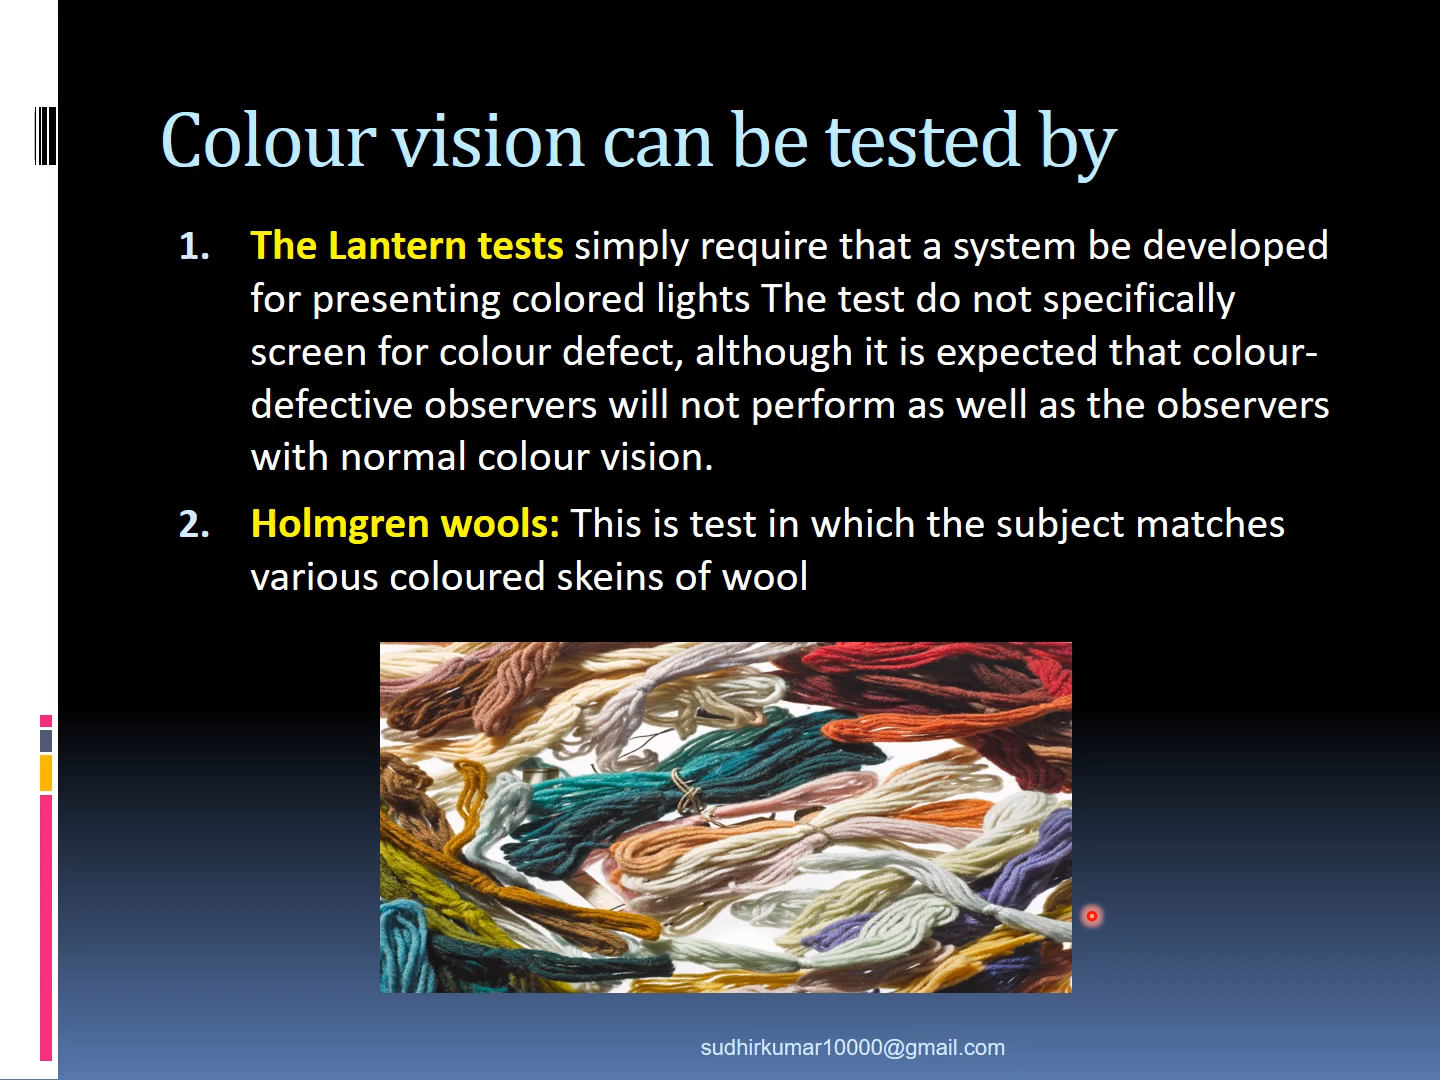 Colour vision can be tested by
1. The Lantern tests simply require that a system be developed
for presenting colored lights The test do not specifically
screen for colour defect, although it is expected that colour-
defective observers will not perform as well as the observers
with normal colour vision.
2. Holmgren wools: This is test in which the subject matches
various coloured skeins of wool
sudhirkumar10000@gmail.com